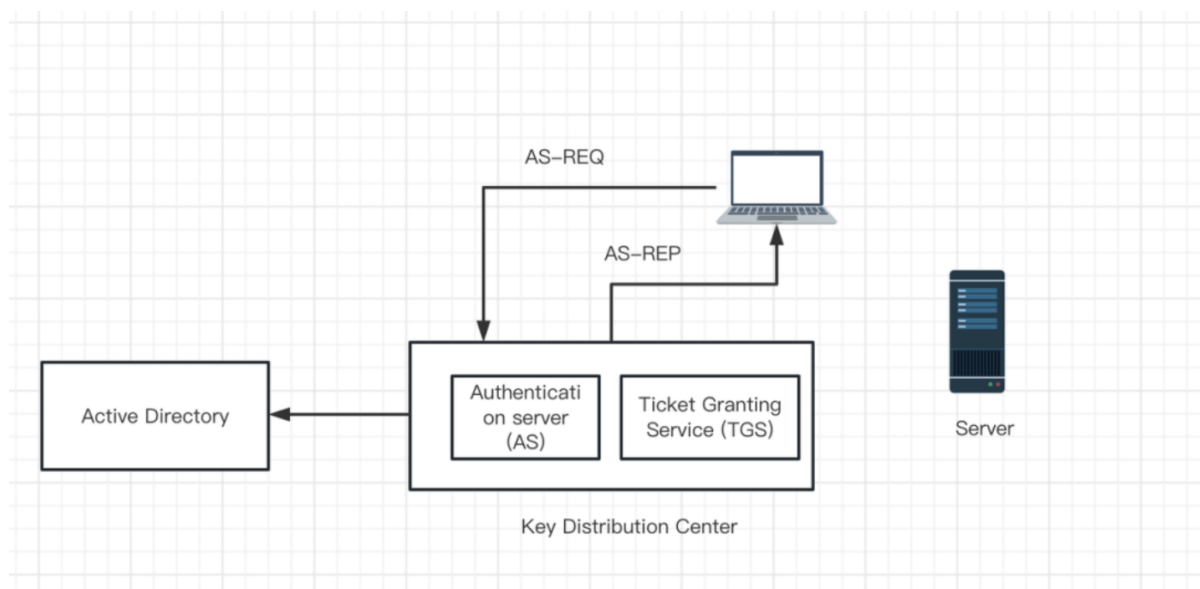 AS–REQ
AS–REP
Active Directory
Authenticati
on server
(AS)
Ticket Granting
Service (TGS)
Server
Key Distribution Center